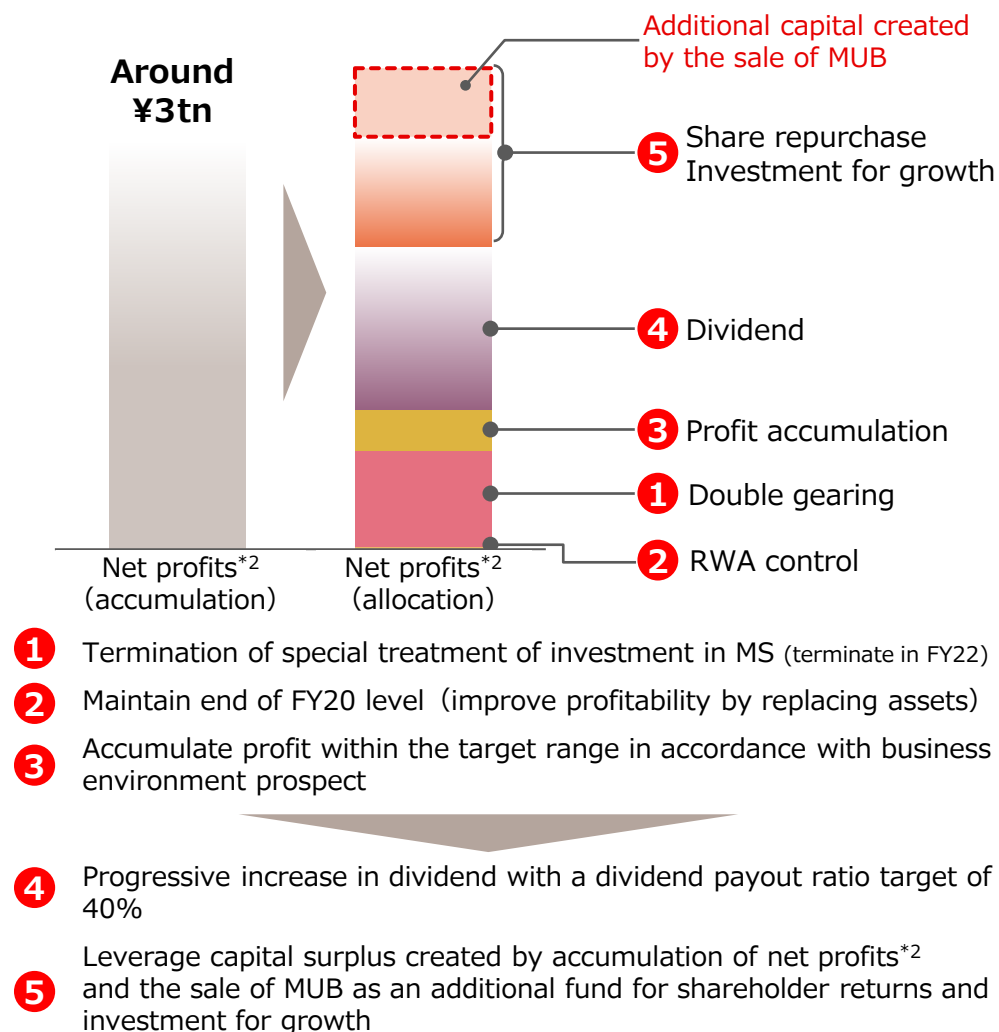 Additional capital created
by the sale of MUB
Around
¥3tn
5 Share repurchase
Investment for growth
4 Dividend
3 Profit accumulation
1 Double gearing
2 RWA control
Net profits*2
（accumulation）
Net profits*2
（allocation）
1 Termination of special treatment of investment in MS (terminate in FY22)
2 Maintain end of FY20 level（improve profitability by replacing assets）
3 Accumulate profit within the target range in accordance with business
environment prospect
4 Progressive increase in dividend with a dividend payout ratio target of
40%
5 Leverage capital surplus created by accumulation of net profits*2
and the sale of MUB as an additional fund for shareholder returns and
investment for growth